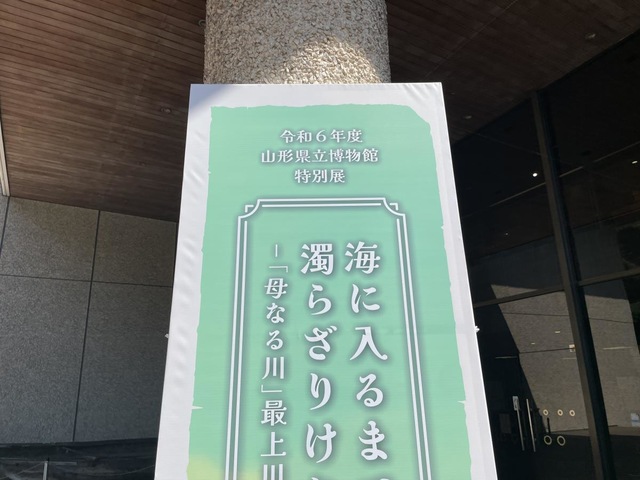 令和6年度
山形県立博物館
特別展
海に入るま
濁らざりけ
―「母なる川」最上川